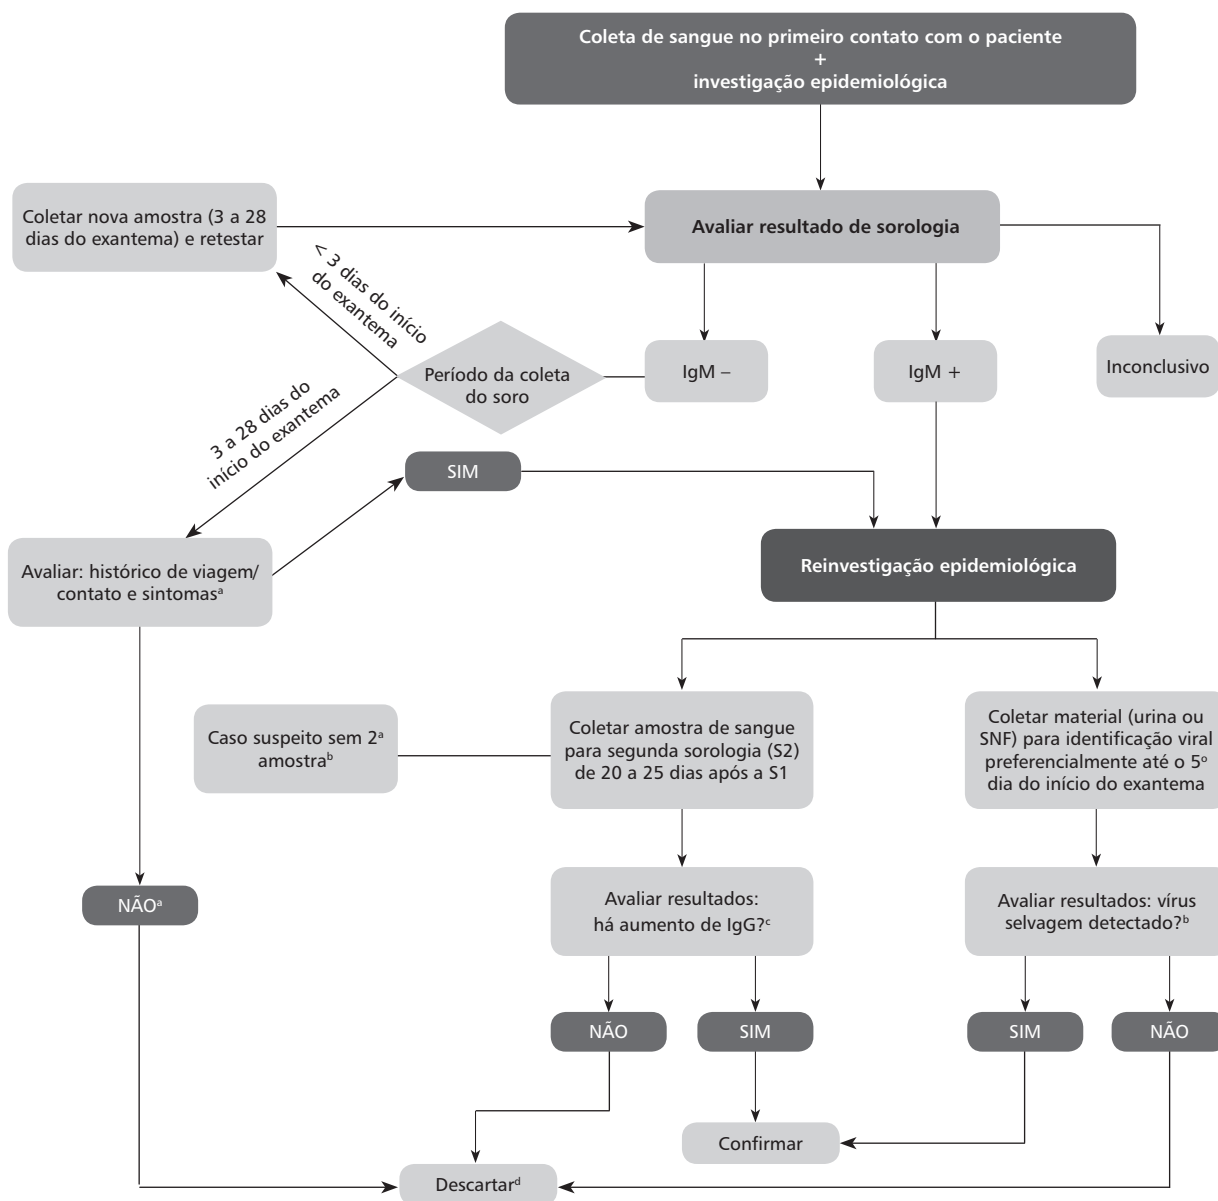 Coleta de sangue no primeiro contato com o paciente
+
investigação epidemiológica
Coletar nova amostra (3 a 28
dias do exantema) e retestar
Avaliar resultado de sorologia
< 3 dias do início
do exantema
Período da coleta
do soro
IgM –
IgM +
Inconclusivo
3 a 28 dias do
início do exantema
SIM
Avaliar: histórico de viagem/
contato e sintomasᵃ
Reinvestigação epidemiológica
Caso suspeito sem 2ª
amostraᵇ
Coletar amostra de sangue
para segunda sorologia (S2)
de 20 a 25 dias após a S1
Coletar material (urina ou
SNF) para identificação viral
preferencialmente até o 5º
dia do início do exantema
NÃOᵃ
Avaliar resultados:
há aumento de IgG?ᶜ
Avaliar resultados: vírus
selvagem detectado?ᵇ
NÃO
SIM
SIM
NÃO
Confirmar
Descartarᵈ